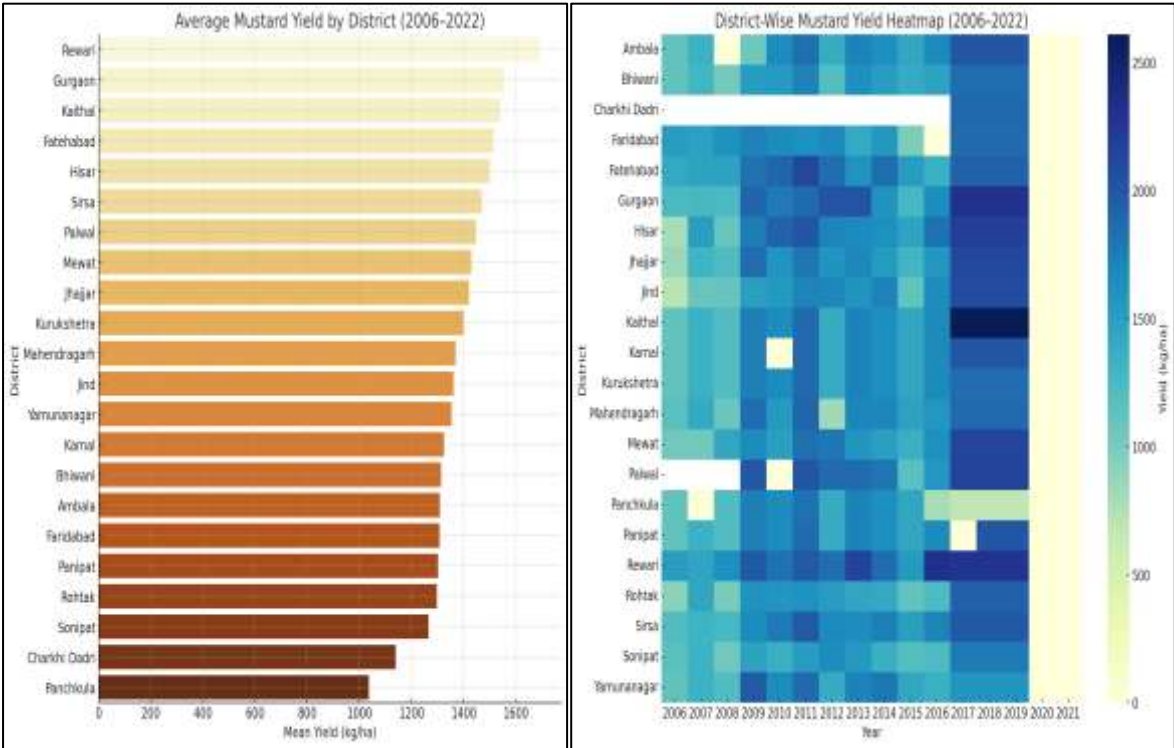 Average Mustard Yield by District (2006–2022)
District
Rewari
Gurgaon
Kaithal
Fatehabad
Hisar
Sirsa
Palwal
Mewat
Jhajjar
Kurukshetra
Mahendragarh
Jind
Yamunanagar
Karnal
Bhiwani
Ambala
Faridabad
Panipat
Rohtak
Sonipat
Charkhi Dadri
Panchkula
0 200 400 600 800 1000 1200 1400 1600
Mean Yield (kg/ha)
District-Wise Mustard Yield Heatmap (2006–2022)
District
Ambala
Bhiwani
Charkhi Dadri
Faridabad
Fatehabad
Gurgaon
Hisar
Jhajjar
Jind
Kaithal
Karnal
Kurukshetra
Mahendragarh
Mewat
Palwal
Panchkula
Panipat
Rewari
Rohtak
Sirsa
Sonipat
Yamunanagar
2006 2007 2008 2009 2010 2011 2012 2013 2014 2015 2016 2017 2018 2019 2020 2021
Year
2500
2000
1500
1000
500
0
Yield (kg/ha)